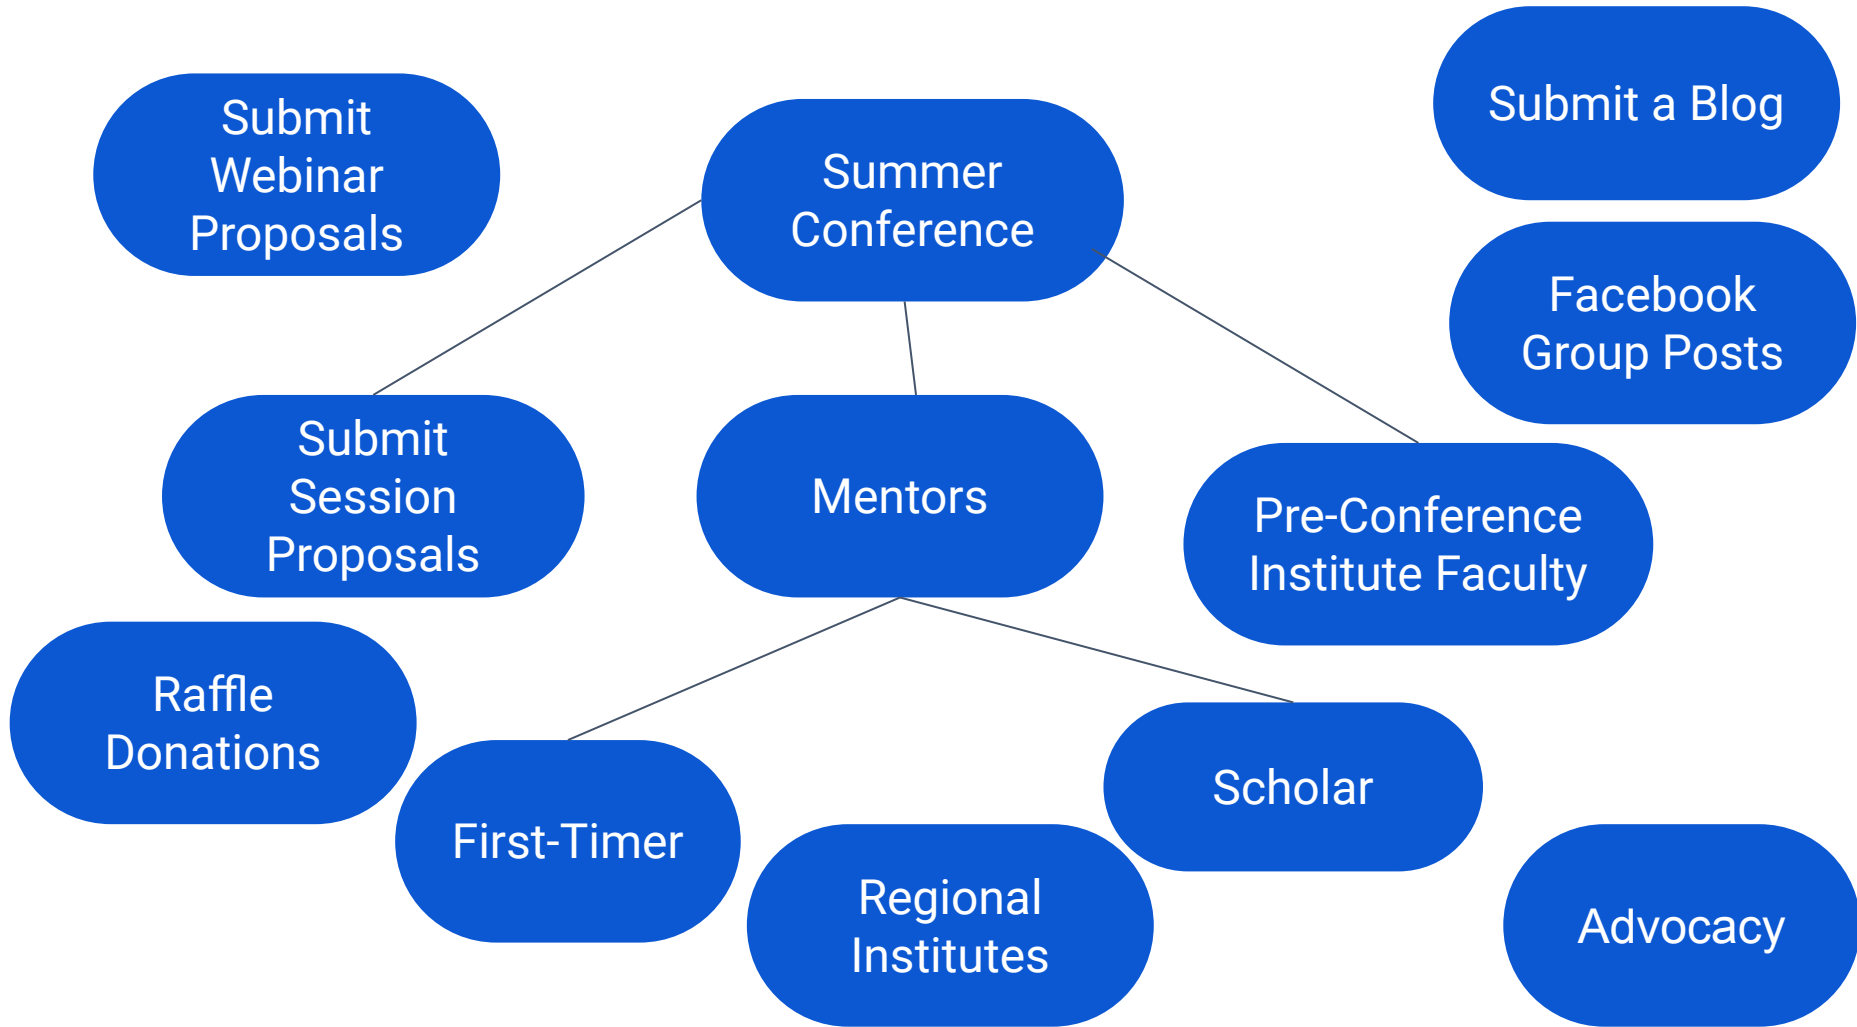 Submit
Webinar
Proposals
Summer
Conference
Submit a Blog
Facebook
Group Posts
Submit
Session
Proposals
Mentors
Pre-Conference
Institute Faculty
Raffle
Donations
First-Timer
Scholar
Regional
Institutes
Advocacy